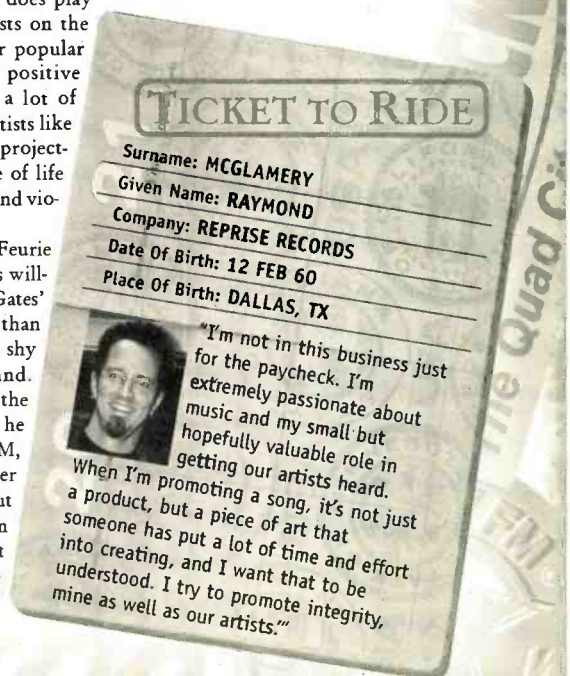 does play
sts on the
r popular
positive
a lot of
tists like
project-
e of life
nd vio-
Feurie
s will-
Gates'
than
shy
and.
the
he
M,
er
ut
n
t
TICKET TO RIDE
Surname: MCGLAMERY
Given Name: RAYMOND
Company: REPRISE RECORDS
Date Of Birth: 12 FEB 60
Place Of Birth: DALLAS, TX
"I'm not in this business just
for the paycheck. I'm
extremely passionate about
music and my small but
hopefully valuable role in
getting our artists heard.
When I'm promoting a song, it's not just
a product, but a piece of art that
someone has put a lot of time and effort
into creating, and I want that to be
understood. I try to promote integrity,
mine as well as our artists.'"
The Quad Ci
FM